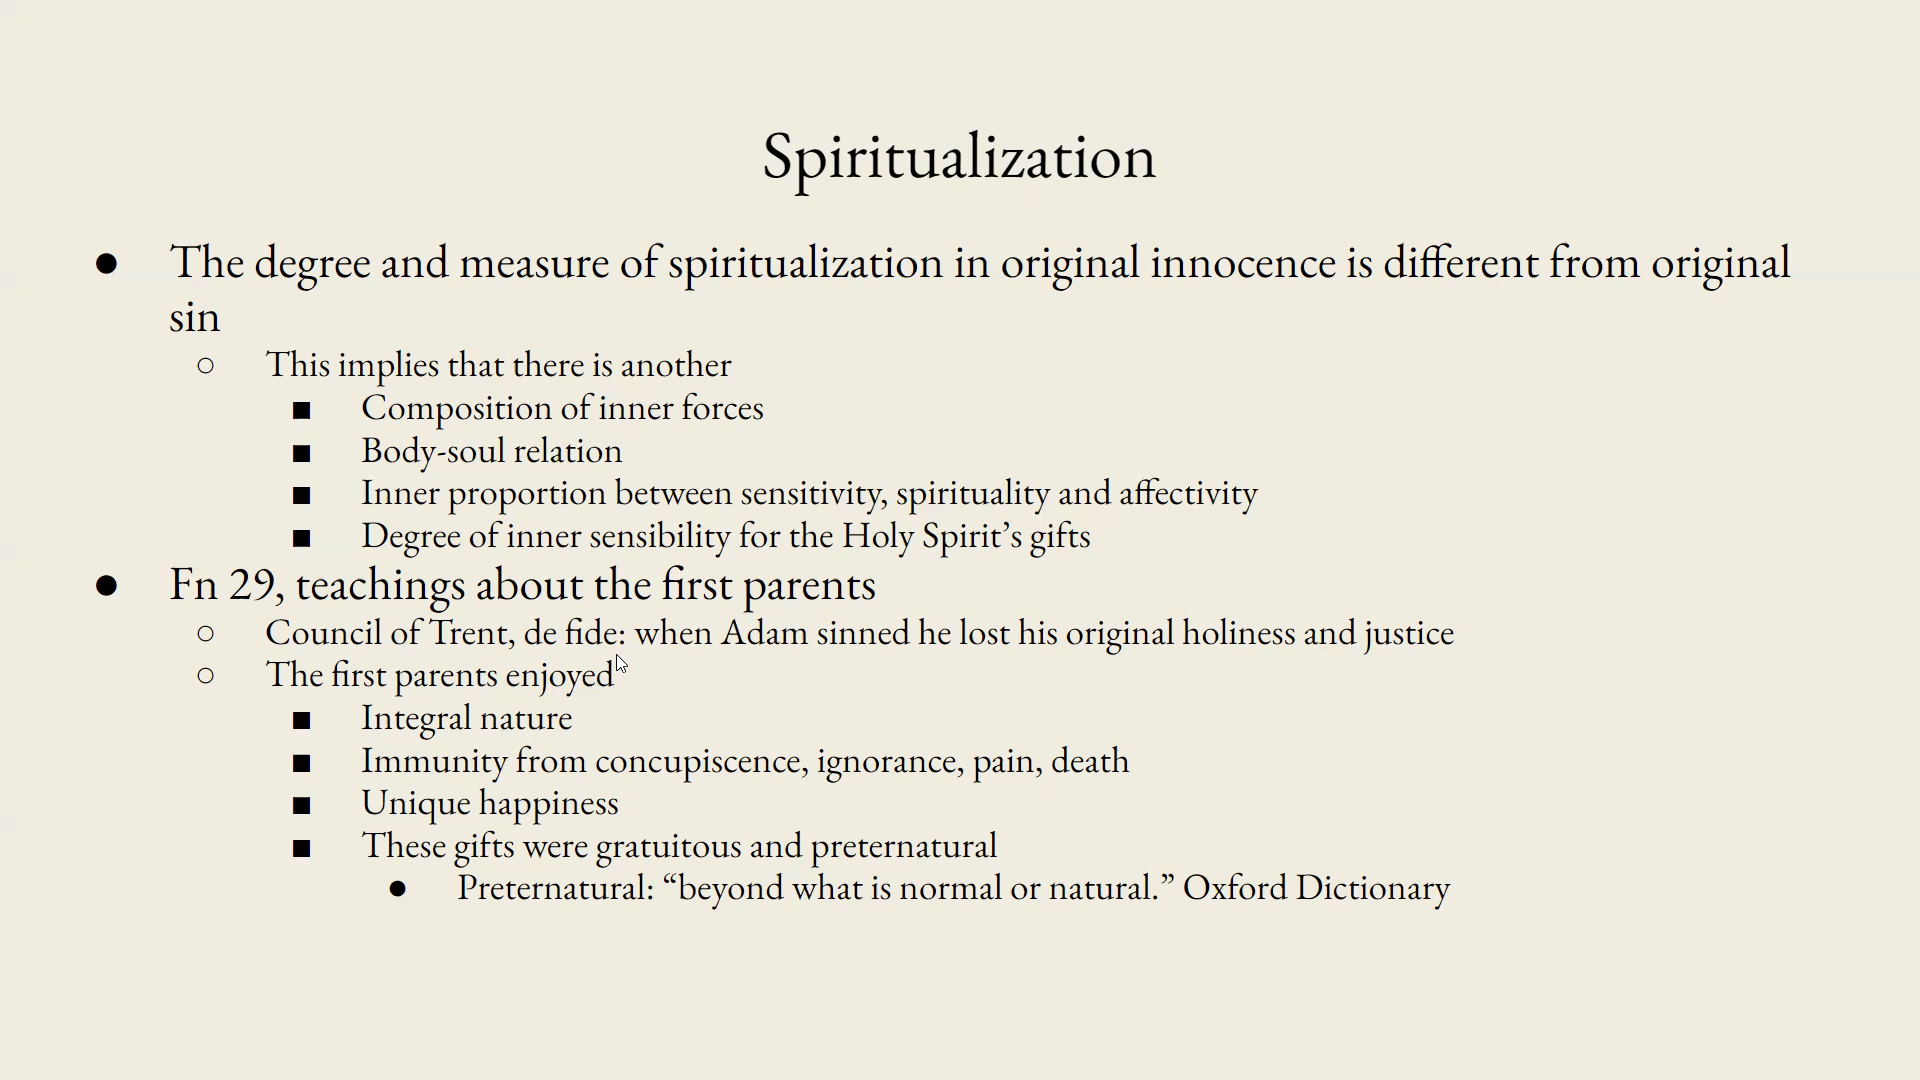 Spiritualization
● The degree and measure of spiritualization in original innocence is different from original
sin
○ This implies that there is another
■ Composition of inner forces
■ Body-soul relation
■ Inner proportion between sensitivity, spirituality and affectivity
■ Degree of inner sensibility for the Holy Spirit’s gifts
● Fn 29, teachings about the first parents
○ Council of Trent, de fide: when Adam sinned he lost his original holiness and justice
○ The first parents enjoyed
■ Integral nature
■ Immunity from concupiscence, ignorance, pain, death
■ Unique happiness
■ These gifts were gratuitous and preternatural
● Preternatural: “beyond what is normal or natural.” Oxford Dictionary